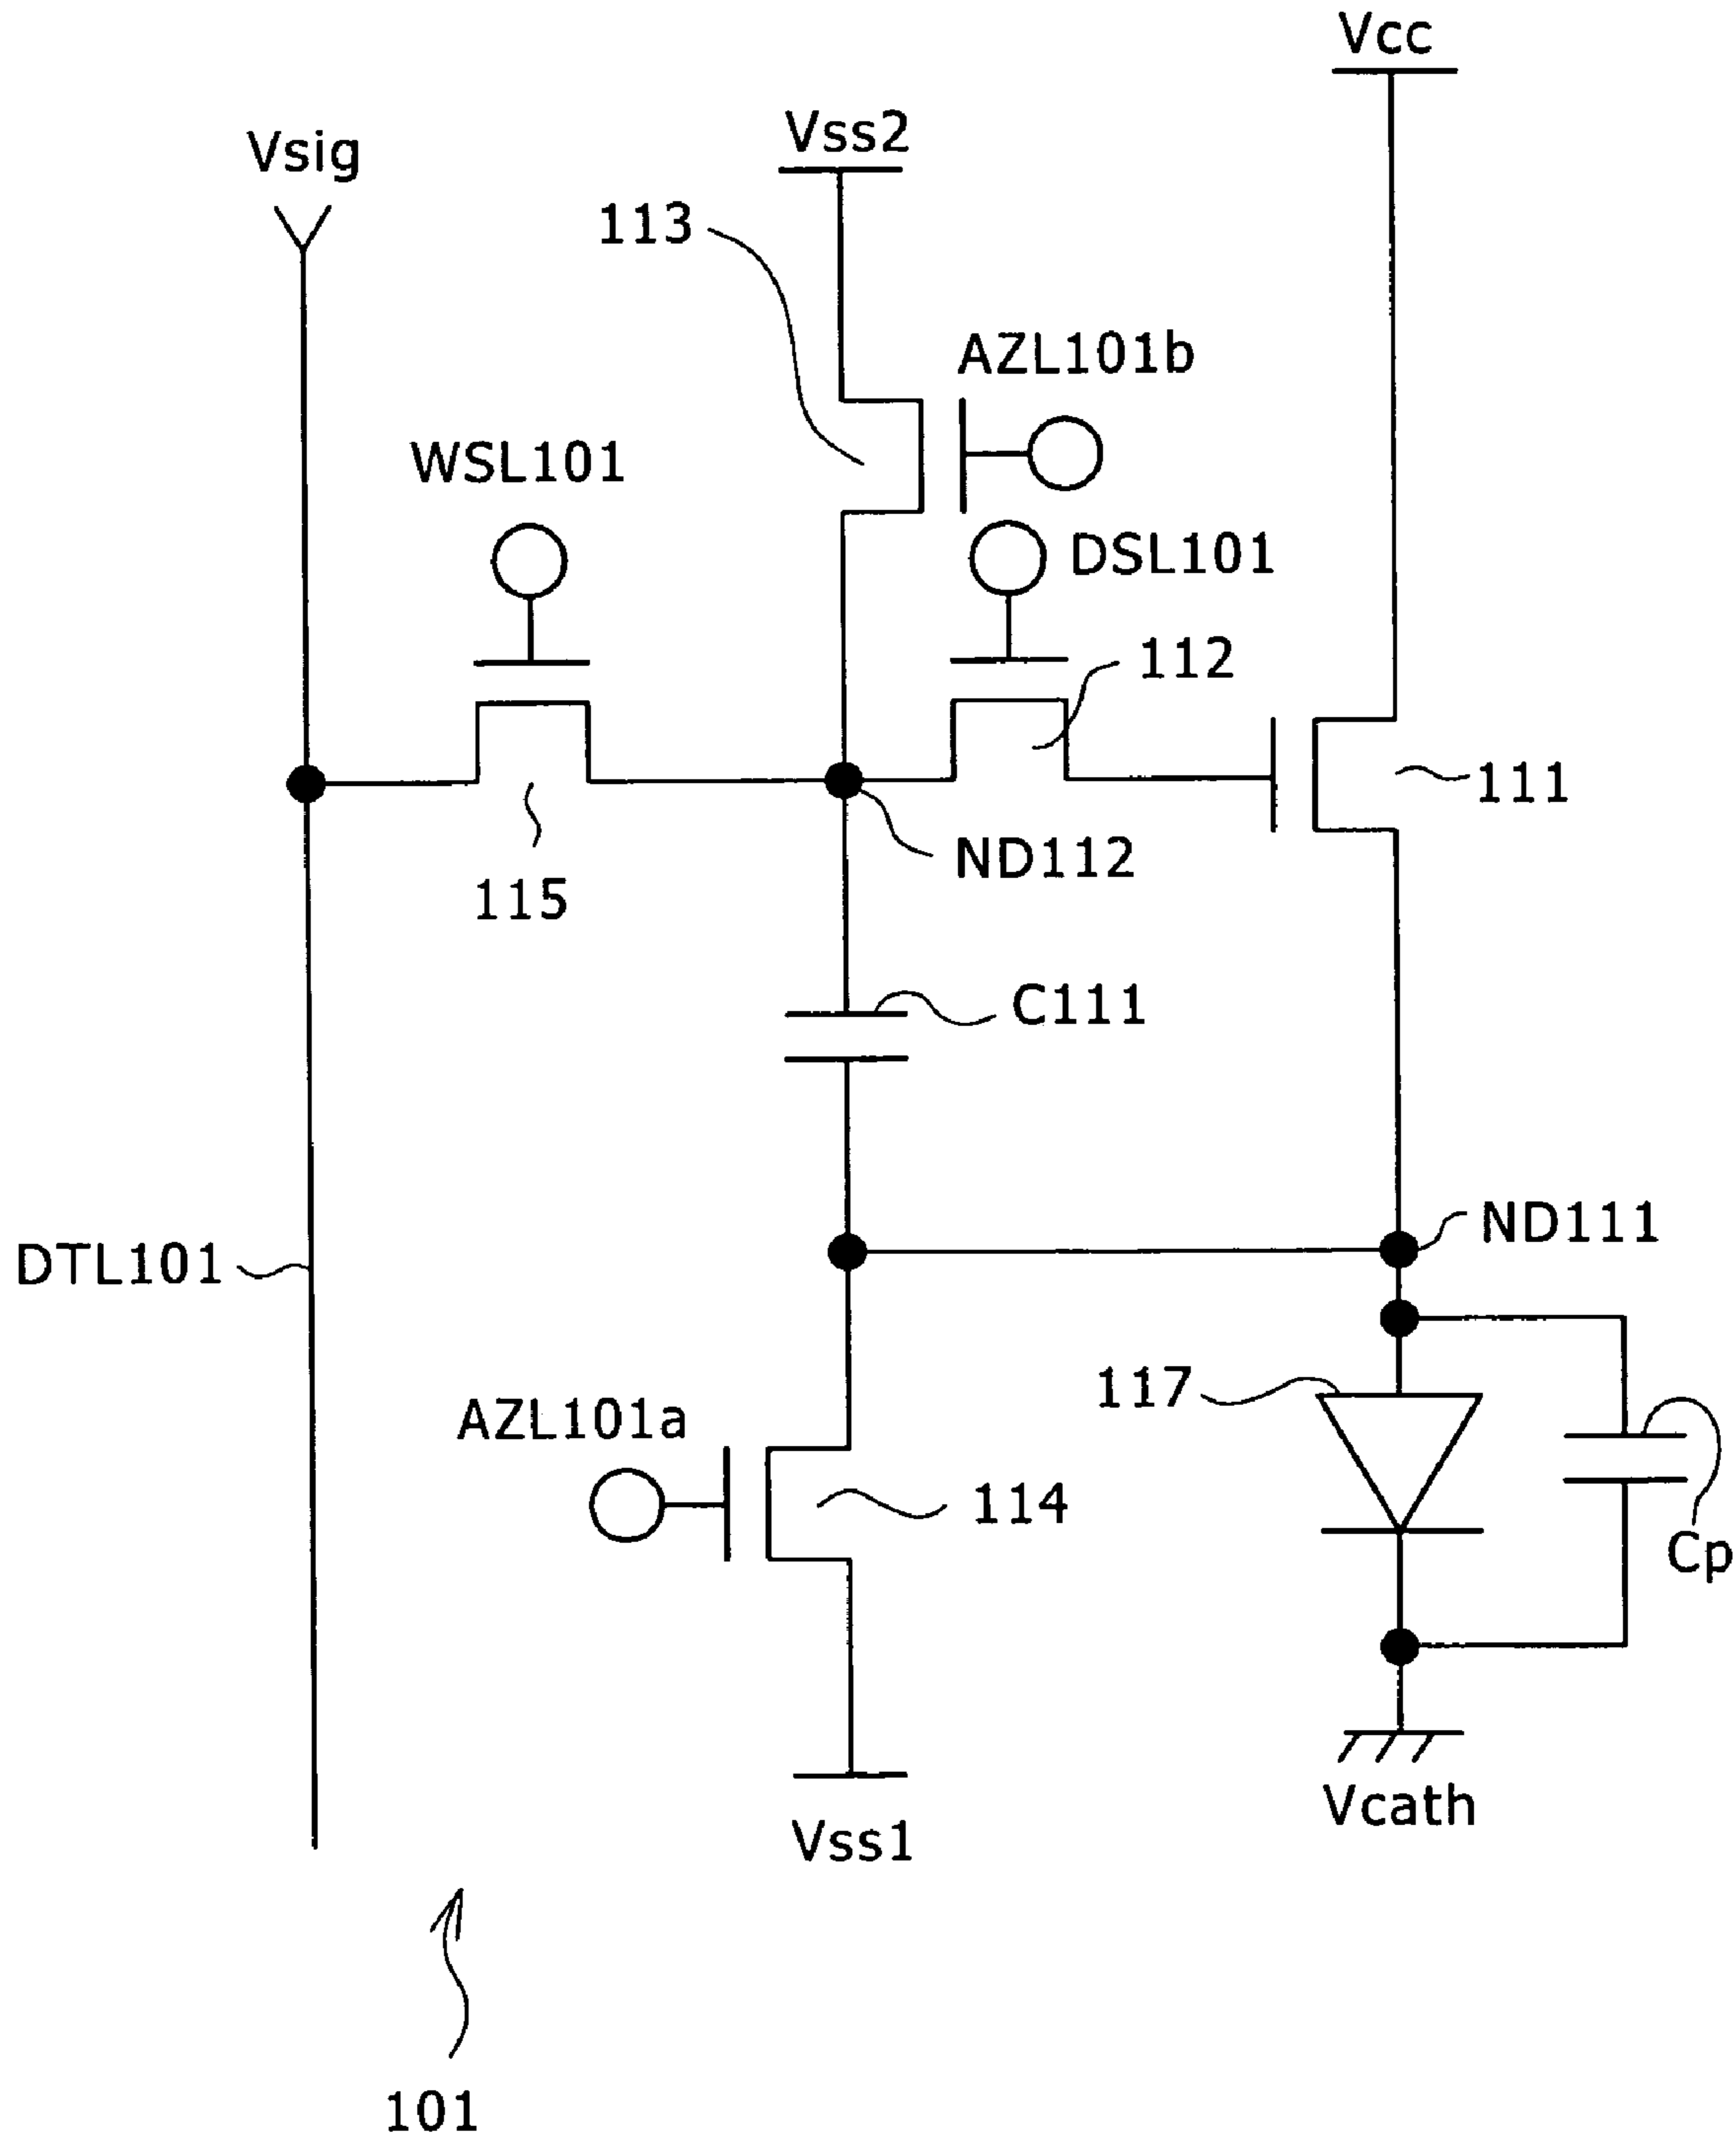 Vcc
Vss2
Vsig
113
AZL101b
WSL101
DSL101
112
111
ND112
115
C111
ND111
DTL101
117
AZL101a
114
Cp
Vcath
Vss1
101